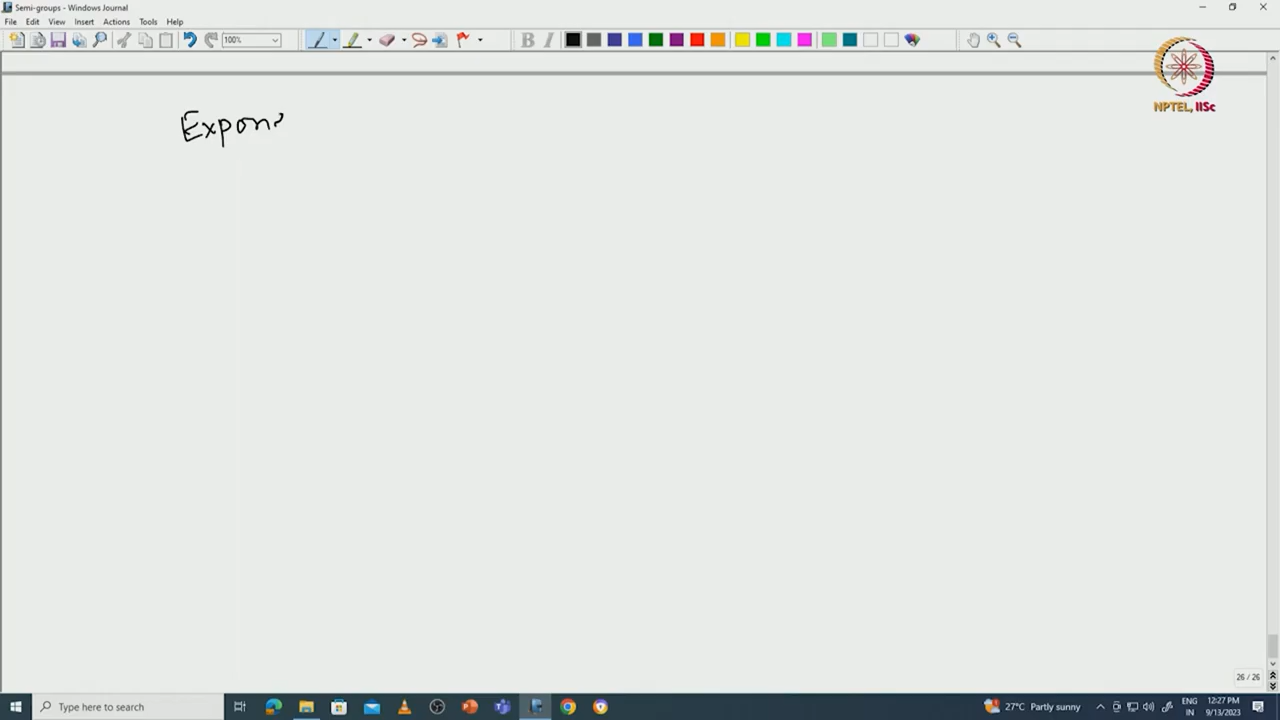 Semi-groups - Windows Journal
File Edit View Insert Actions Tools Help
100%
B I
NPTEL, IISc
Expon
26 / 26
Type here to search
27°C Partly sunny
ENG
IN
12:27 PM
9/13/2023